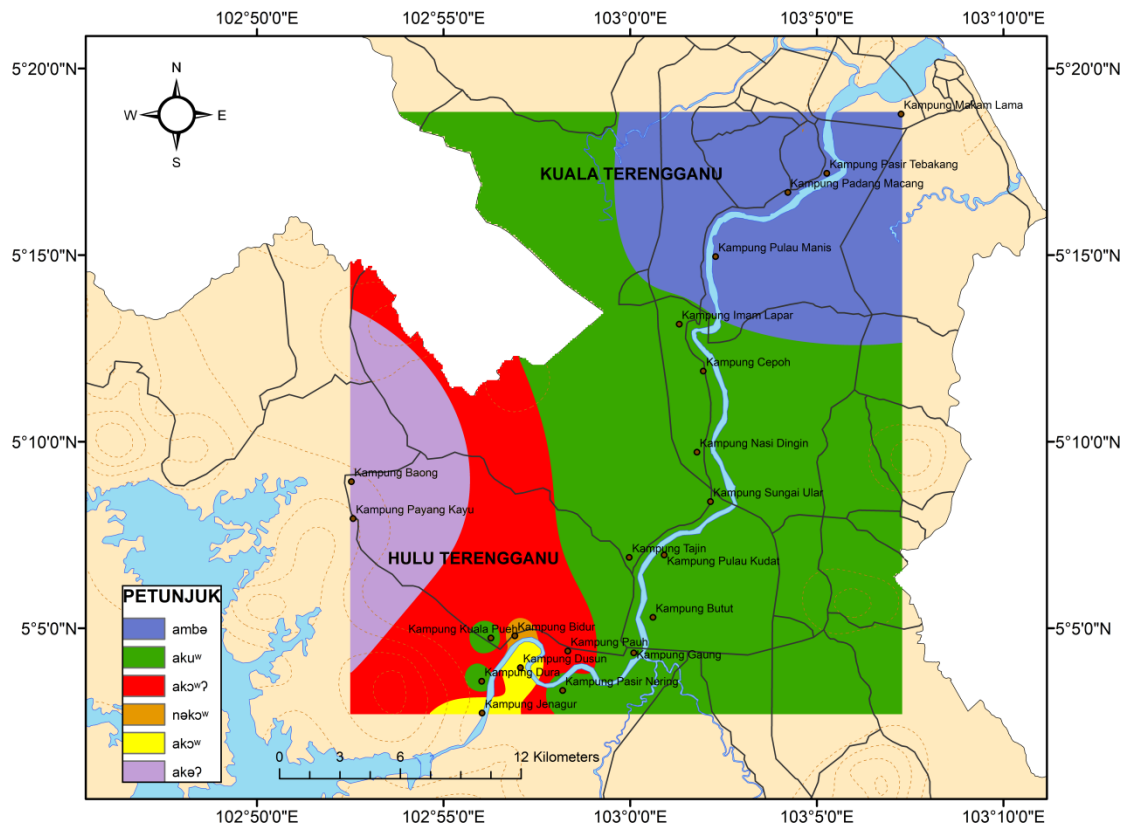 102°50'0"E 102°55'0"E 103°0'0"E 103°5'0"E 103°10'0"E
5°20'0"N 5°20'0"N
N
W E
S
Kampung Makam Lama
KUALA TERENGGANU
Kampung Pasir Tebakang
Kampung Padang Macang
5°15'0"N 5°15'0"N
Kampung Pulau Manis
Kampung Imam Lapar
Kampung Cepoh
5°10'0"N 5°10'0"N
Kampung Nasi Dingin
Kampung Baong
Kampung Sungai Ular
Kampung Payang Kayu
HULU TERENGGANU
Kampung Tajin
Kampung Pulau Kudat
Kampung Butut
5°5'0"N 5°5'0"N
Kampung Kuala Pueh
Kampung Bidur
Kampung Pauh
Kampung Gaung
Kampung Dusun
Kampung Dura
Kampung Pasir Nering
Kampung Jenagur
PETUNJUK
ambə
akuʷ
akɔʷʔ
nəkɔʷ
akɔʷ
akəʔ
0 3 6 12 Kilometers
102°50'0"E 102°55'0"E 103°0'0"E 103°5'0"E 103°10'0"E